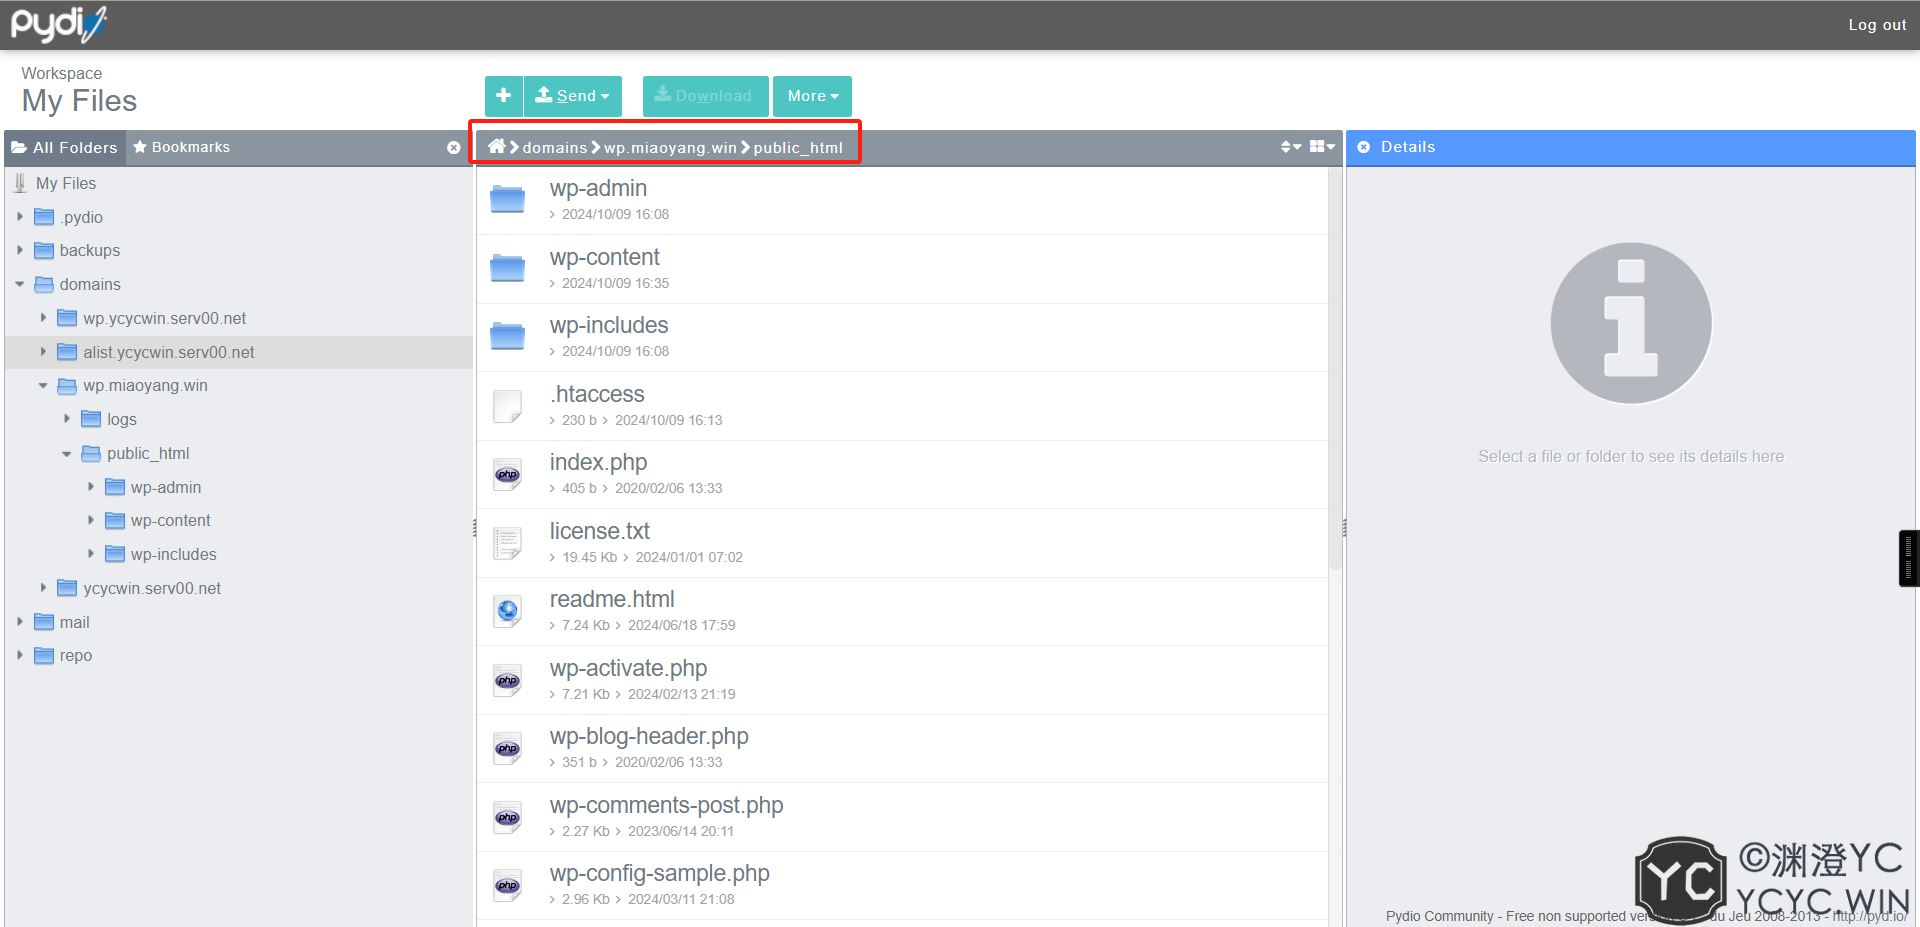 pydio
Log out
Workspace
My Files
Send
Download
More
All Folders
Bookmarks
domains wp.miaoyang.win public_html
Details
My Files
.pydio
backups
domains
wp.ycycwin.serv00.net
alist.ycycwin.serv00.net
wp.miaoyang.win
logs
public_html
wp-admin
wp-content
wp-includes
ycycwin.serv00.net
mail
repo
wp-admin
2024/10/09 16:08
wp-content
2024/10/09 16:35
wp-includes
2024/10/09 16:08
.htaccess
230 b > 2024/10/09 16:13
index.php
php
405 b > 2020/02/06 13:33
license.txt
19.45 Kb > 2024/01/01 07:02
readme.html
7.24 Kb > 2024/06/18 17:59
wp-activate.php
php
7.21 Kb > 2024/02/13 21:19
wp-blog-header.php
php
351 b > 2020/02/06 13:33
wp-comments-post.php
php
2.27 Kb > 2023/06/14 20:11
wp-config-sample.php
php
2.96 Kb > 2024/03/11 21:08
Select a file or folder to see its details here
YC
©渊澄YC
YCYC.WIN
Pydio Community - Free non supported du Jeu 2008-2013 - http://pyd.io/